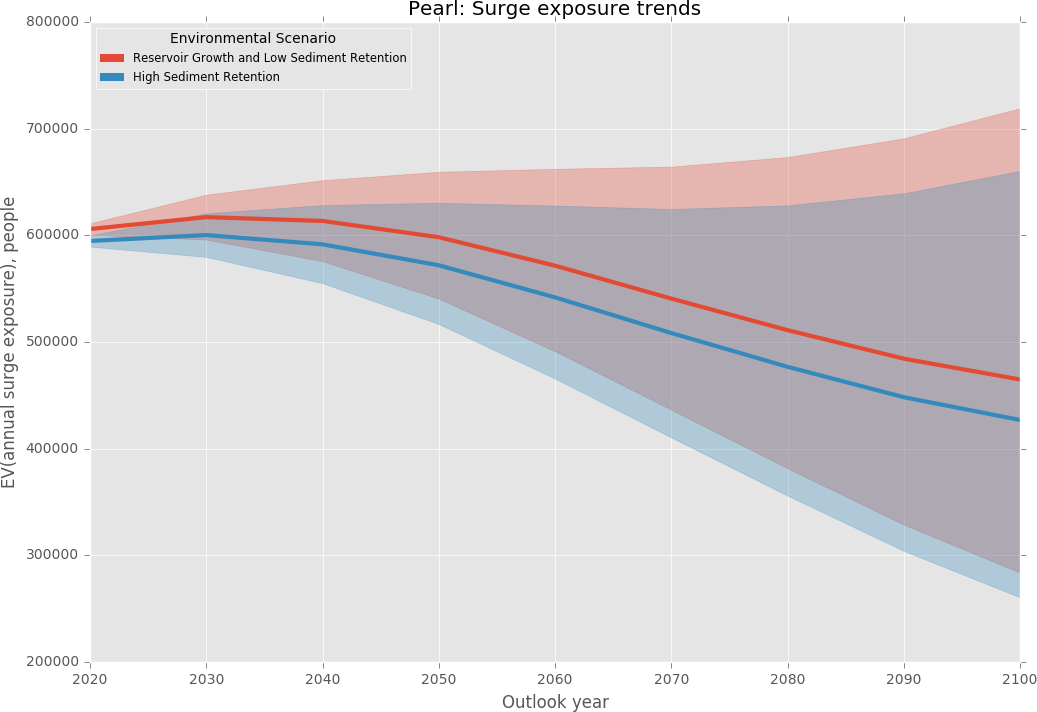 Pearl: Surge exposure trends
800000
700000
600000
500000
400000
300000
200000
EV(annual surge exposure), people
Environmental Scenario
Reservoir Growth and Low Sediment Retention
High Sediment Retention
2020 2030 2040 2050 2060 2070 2080 2090 2100
Outlook year